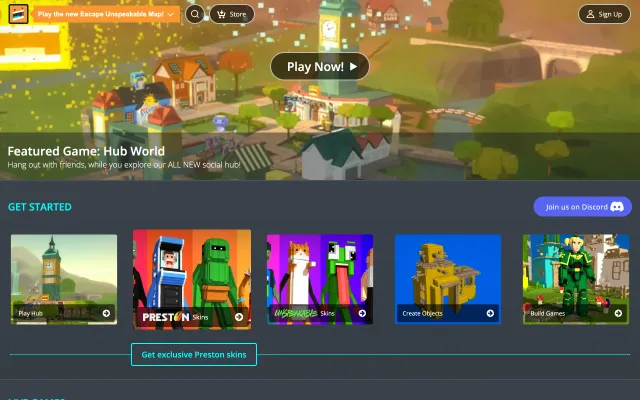 Play the new Escape Unspeakable Map!
Store
Sign Up
Play Now!
Featured Game: Hub World
Hang out with friends, while you explore our ALL NEW social hub!
GET STARTED
Join us on Discord
Play Hub
PRESTON Skins
UNSPEAKABLE Skins
Create Objects
Build Games
Get exclusive Preston skins